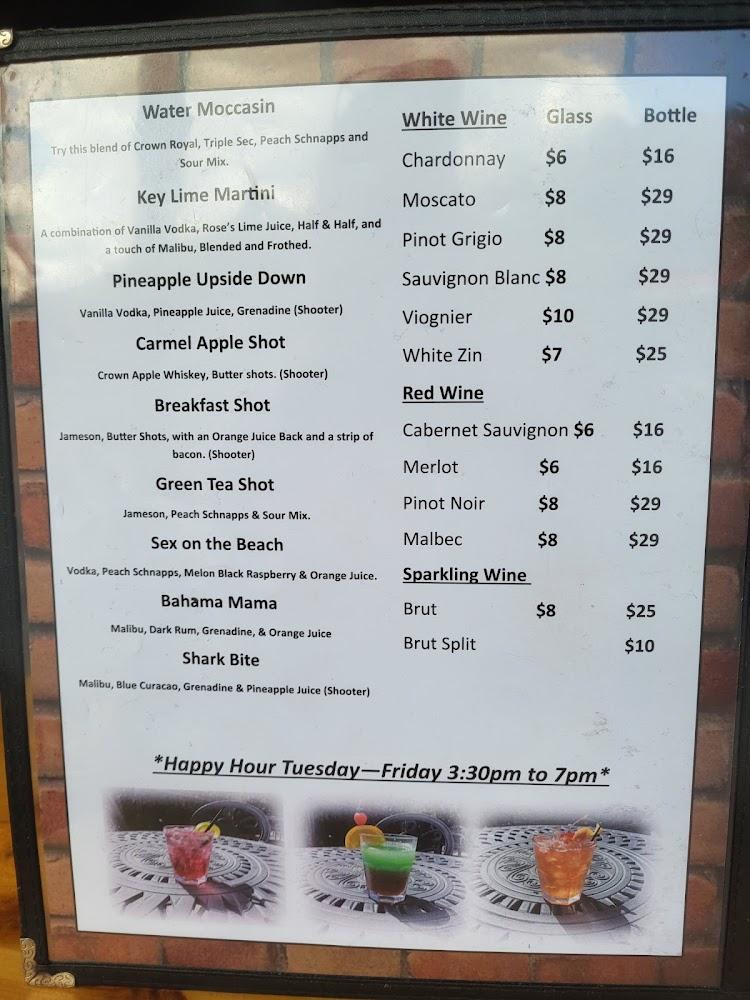 Water Moccasin
Try this blend of Crown Royal, Triple Sec, Peach Schnapps and
Sour Mix.
Key Lime Martini
A combination of Vanilla Vodka, Rose's Lime Juice, Half & Half, and
a touch of Malibu, Blended and Frothed.
Pineapple Upside Down
Vanilla Vodka, Pineapple Juice, Grenadine (Shooter)
Carmel Apple Shot
Crown Apple Whiskey, Butter shots. (Shooter)
Breakfast Shot
Jameson, Butter Shots, with an Orange Juice Back and a strip of
bacon. (Shooter)
Green Tea Shot
Jameson, Peach Schnapps & Sour Mix.
Sex on the Beach
Vodka, Peach Schnapps, Melon Black Raspberry & Orange Juice.
Bahama Mama
Malibu, Dark Rum, Grenadine, & Orange Juice
Shark Bite
Malibu, Blue Curacao, Grenadine & Pineapple Juice (Shooter)
White Wine Glass Bottle
Chardonnay $6 $16
Moscato $8 $29
Pinot Grigio $8 $29
Sauvignon Blanc $8 $29
Viognier $10 $29
White Zin $7 $25
Red Wine
Cabernet Sauvignon $6 $16
Merlot $6 $16
Pinot Noir $8 $29
Malbec $8 $29
Sparkling Wine
Brut $8 $25
Brut Split $10
*Happy Hour Tuesday—Friday 3:30pm to 7pm*